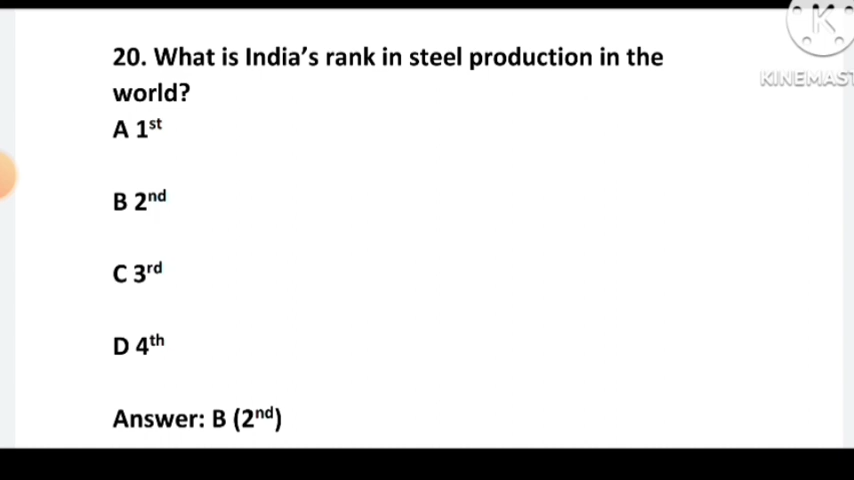 K
KINEMAST
20. What is India’s rank in steel production in the
world?
A 1st
B 2nd
C 3rd
D 4th
Answer: B (2nd)